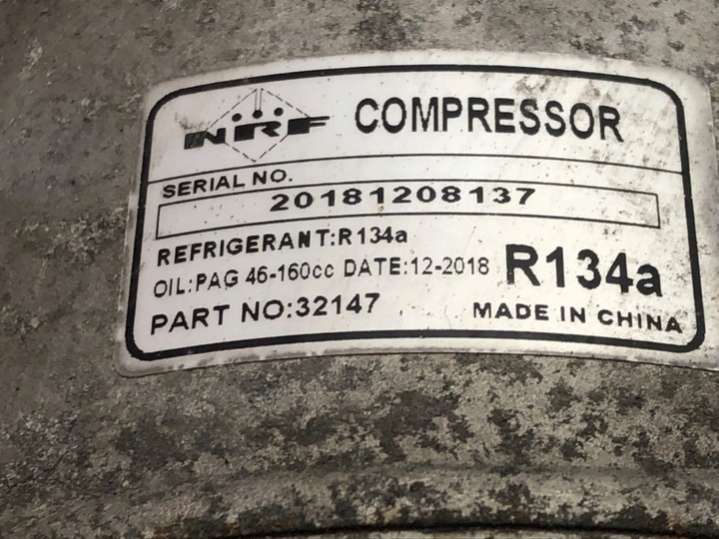 NRF COMPRESSOR
SERIAL NO.
20181208137
REFRIGERANT:R134a
OIL:PAG 46-160cc DATE:12-2018 R134a
PART NO:32147 MADE IN CHINA